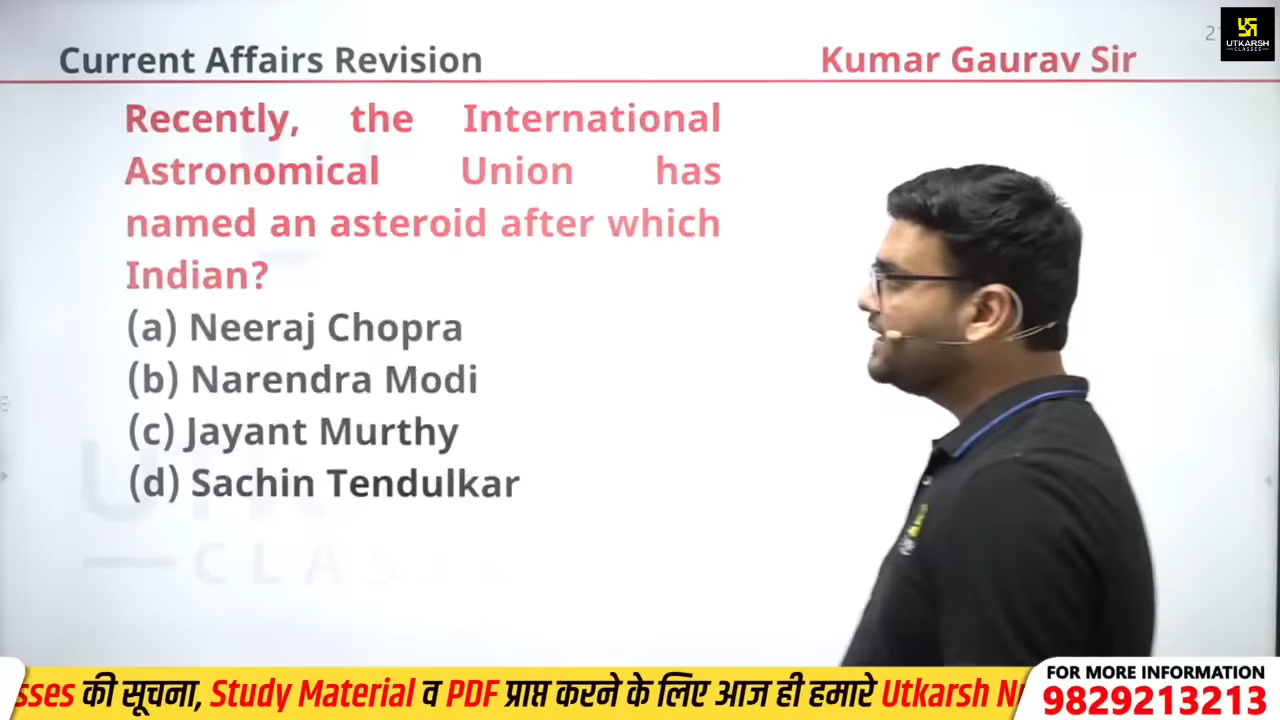 Current Affairs Revision
Kumar Gaurav Sir
UTKARSH
CLASSES
Recently, the International
Astronomical Union has
named an asteroid after which
Indian?
(a) Neeraj Chopra
(b) Narendra Modi
(c) Jayant Murthy
(d) Sachin Tendulkar
की सूचना, Study Material व PDF प्राप्त करने के लिए आज ही हमारे Utkarsh
FOR MORE INFORMATION
9829213213